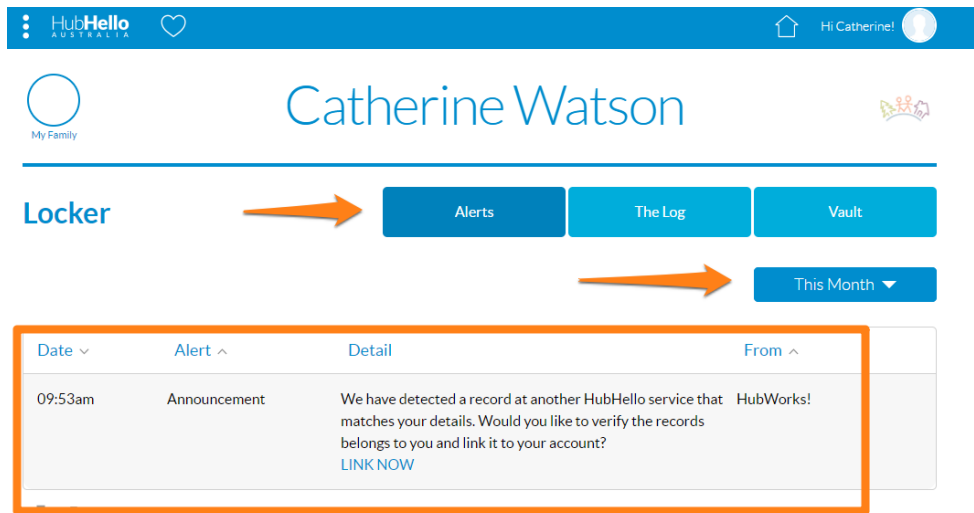 HubHello
AUSTRALIA
Hi Catherine!
My Family
Catherine Watson
Locker
Alerts
The Log
Vault
This Month
Date
Alert
Detail
From
09:53am
Announcement
We have detected a record at another HubHello service that
matches your details. Would you like to verify the records
belongs to you and link it to your account?
LINK NOW
HubWorks!